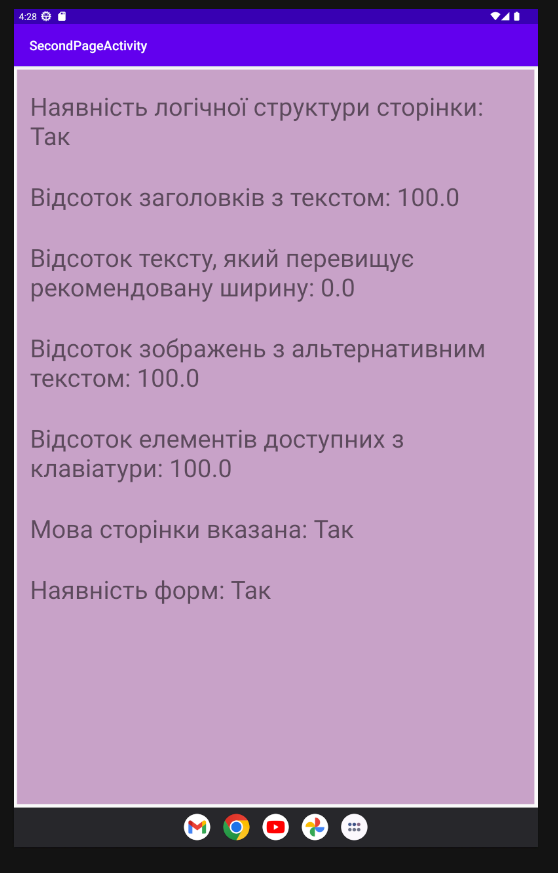 4:28
SecondPageActivity
Наявність логічної структури сторінки:
Так
Відсоток заголовків з текстом: 100.0
Відсоток тексту, який перевищує
рекомендовану ширину: 0.0
Відсоток зображень з альтернативним
текстом: 100.0
Відсоток елементів доступних з
клавіатури: 100.0
Мова сторінки вказана: Так
Наявність форм: Так